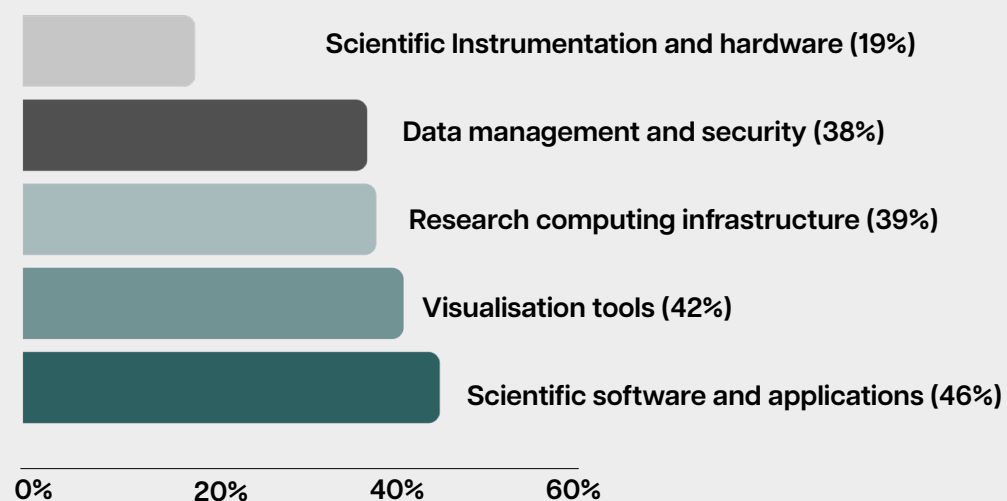 Scientific Instrumentation and hardware (19%)
Data management and security (38%)
Research computing infrastructure (39%)
Visualisation tools (42%)
Scientific software and applications (46%)
0% 20% 40% 60%